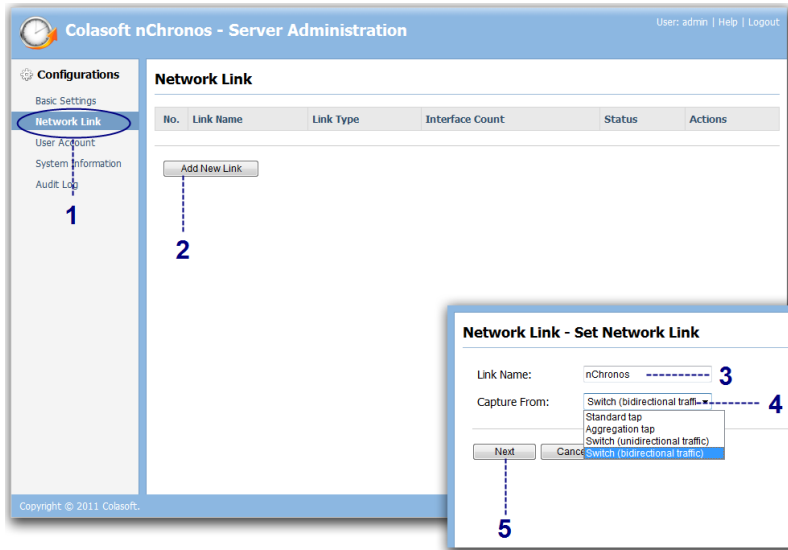 Colasoft nChronos - Server Administration
User: admin | Help | Logout
Configurations
Basic Settings
Network Link
User Account
System Information
Audit Log
1
Network Link
No. Link Name Link Type Interface Count Status Actions
Add New Link
2
Network Link - Set Network Link
Link Name: nChronos 3
Capture From: Switch (bidirectional traffi 4
Standard tap
Aggregation tap
Switch (unidirectional traffic)
Switch (bidirectional traffic)
Next Cance
5
Copyright © 2011 Colasoft.